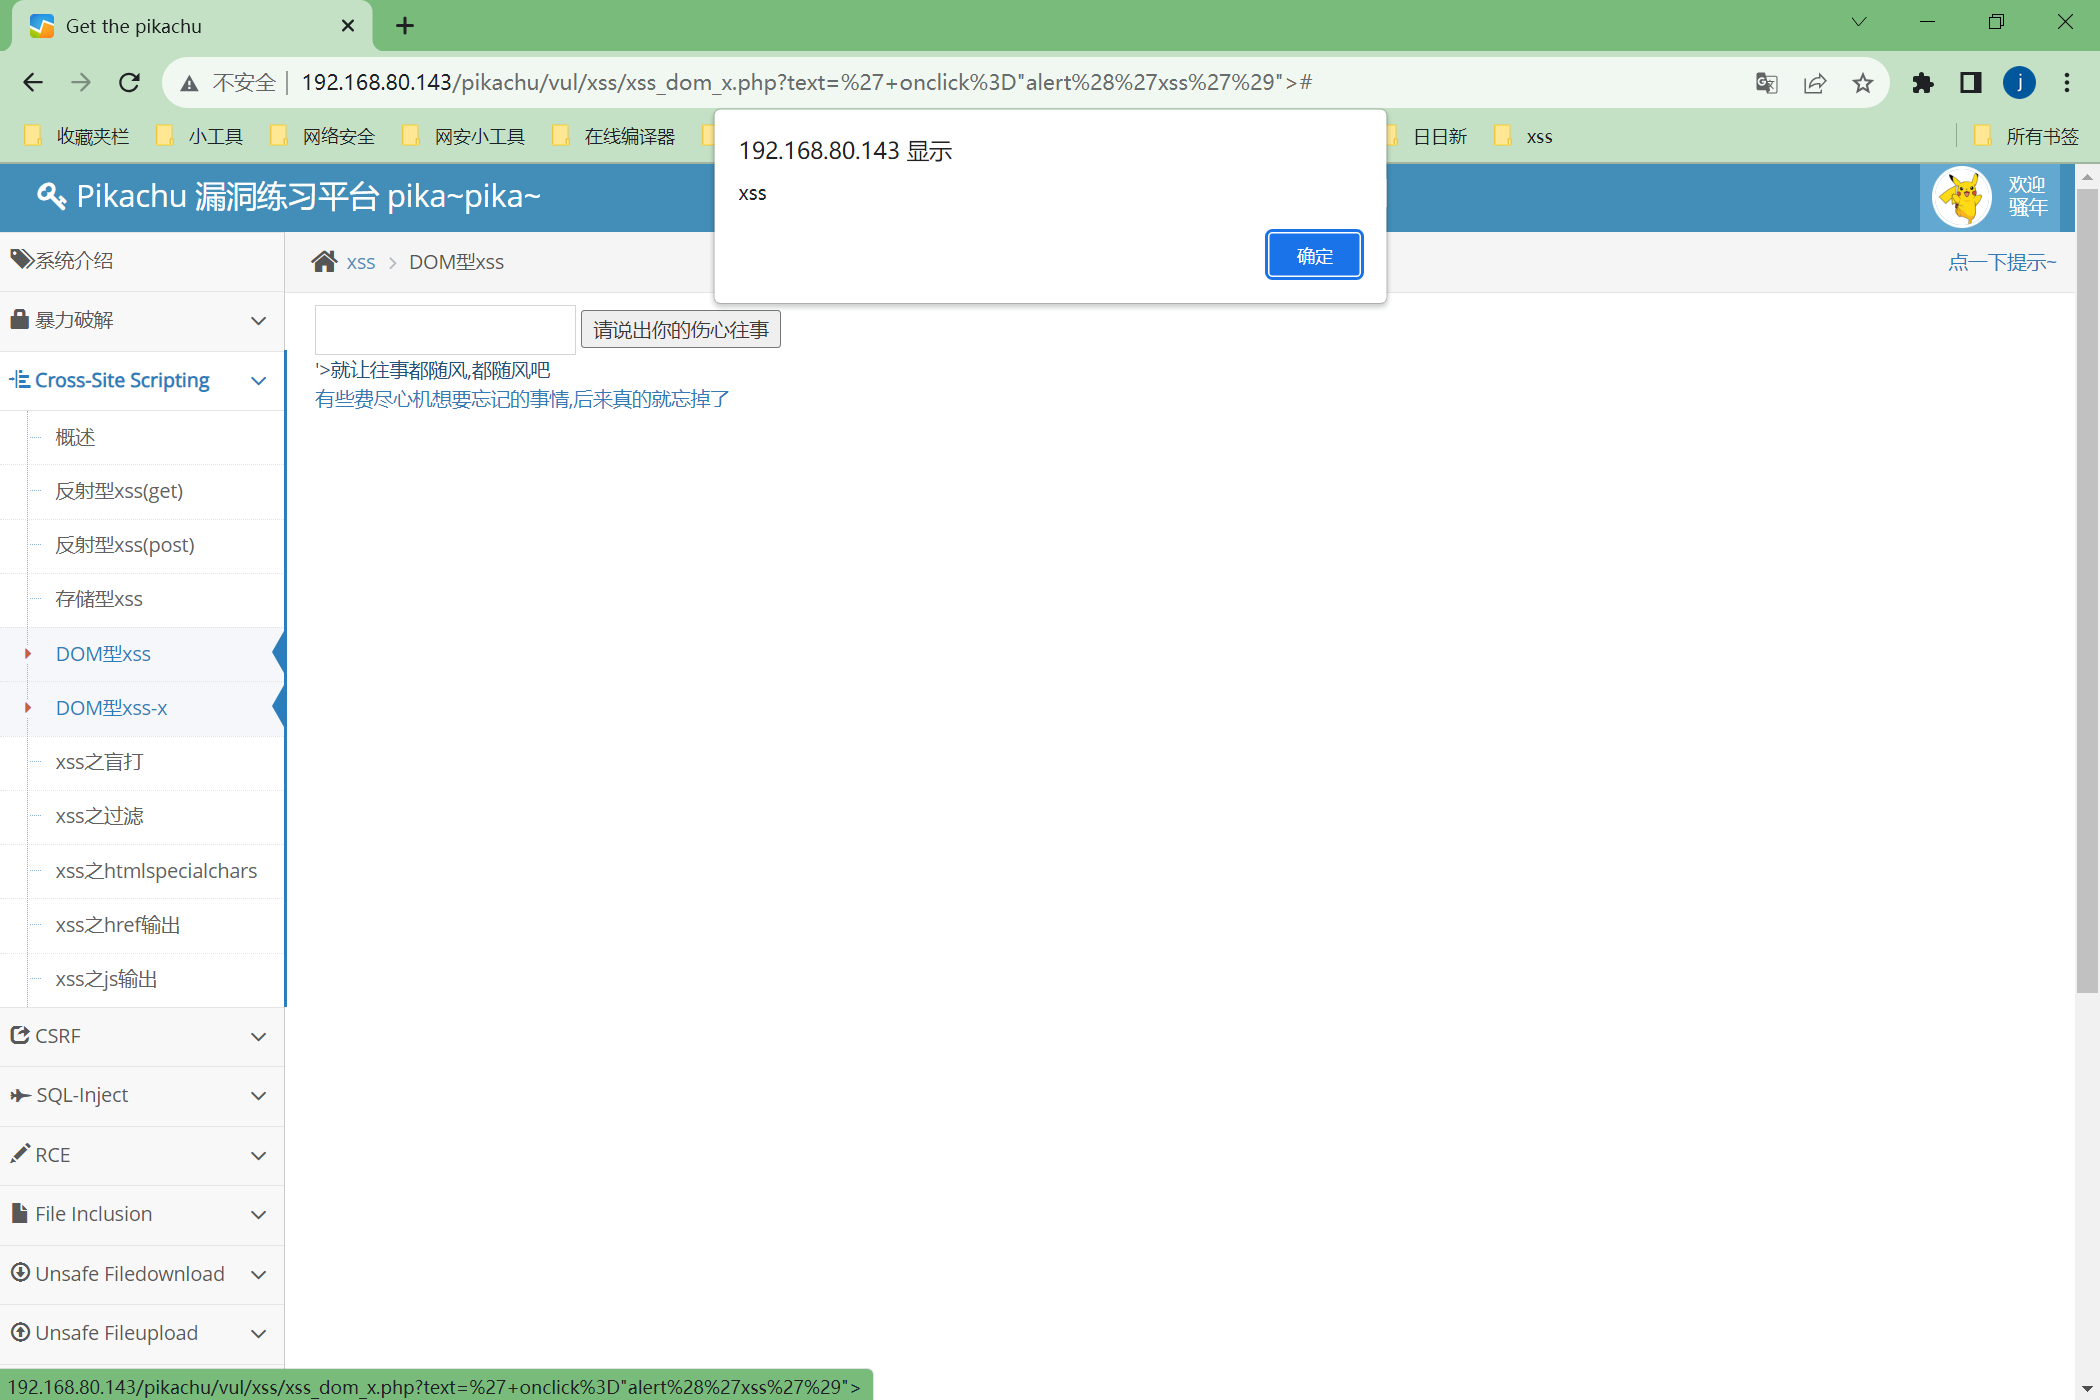 Get the pikachu
不安全 192.168.80.143/pikachu/vul/xss/xss_dom_x.php?text=%27+onclick%3D"alert%28%27xss%27%29">#
j
收藏夹栏 小工具 网络安全 网安小工具 在线编译器 日日新 xss 所有书签
192.168.80.143 显示
xss
确定
Pikachu 漏洞练习平台 pika~pika~
欢迎
骚年
系统介绍
xss > DOM型xss
点一下提示~
暴力破解
请说出你的伤心往事
'>就让往事都随风,都随风吧
有些费尽心机想要忘记的事情,后来真的就忘掉了
Cross-Site Scripting
概述
反射型xss(get)
反射型xss(post)
存储型xss
DOM型xss
DOM型xss-x
xss之盲打
xss之过滤
xss之htmlspecialchars
xss之href输出
xss之js输出
CSRF
SQL-Inject
RCE
File Inclusion
Unsafe Filedownload
Unsafe Fileupload
192.168.80.143/pikachu/vul/xss/xss_dom_x.php?text=%27+onclick%3D"alert%28%27xss%27%29">